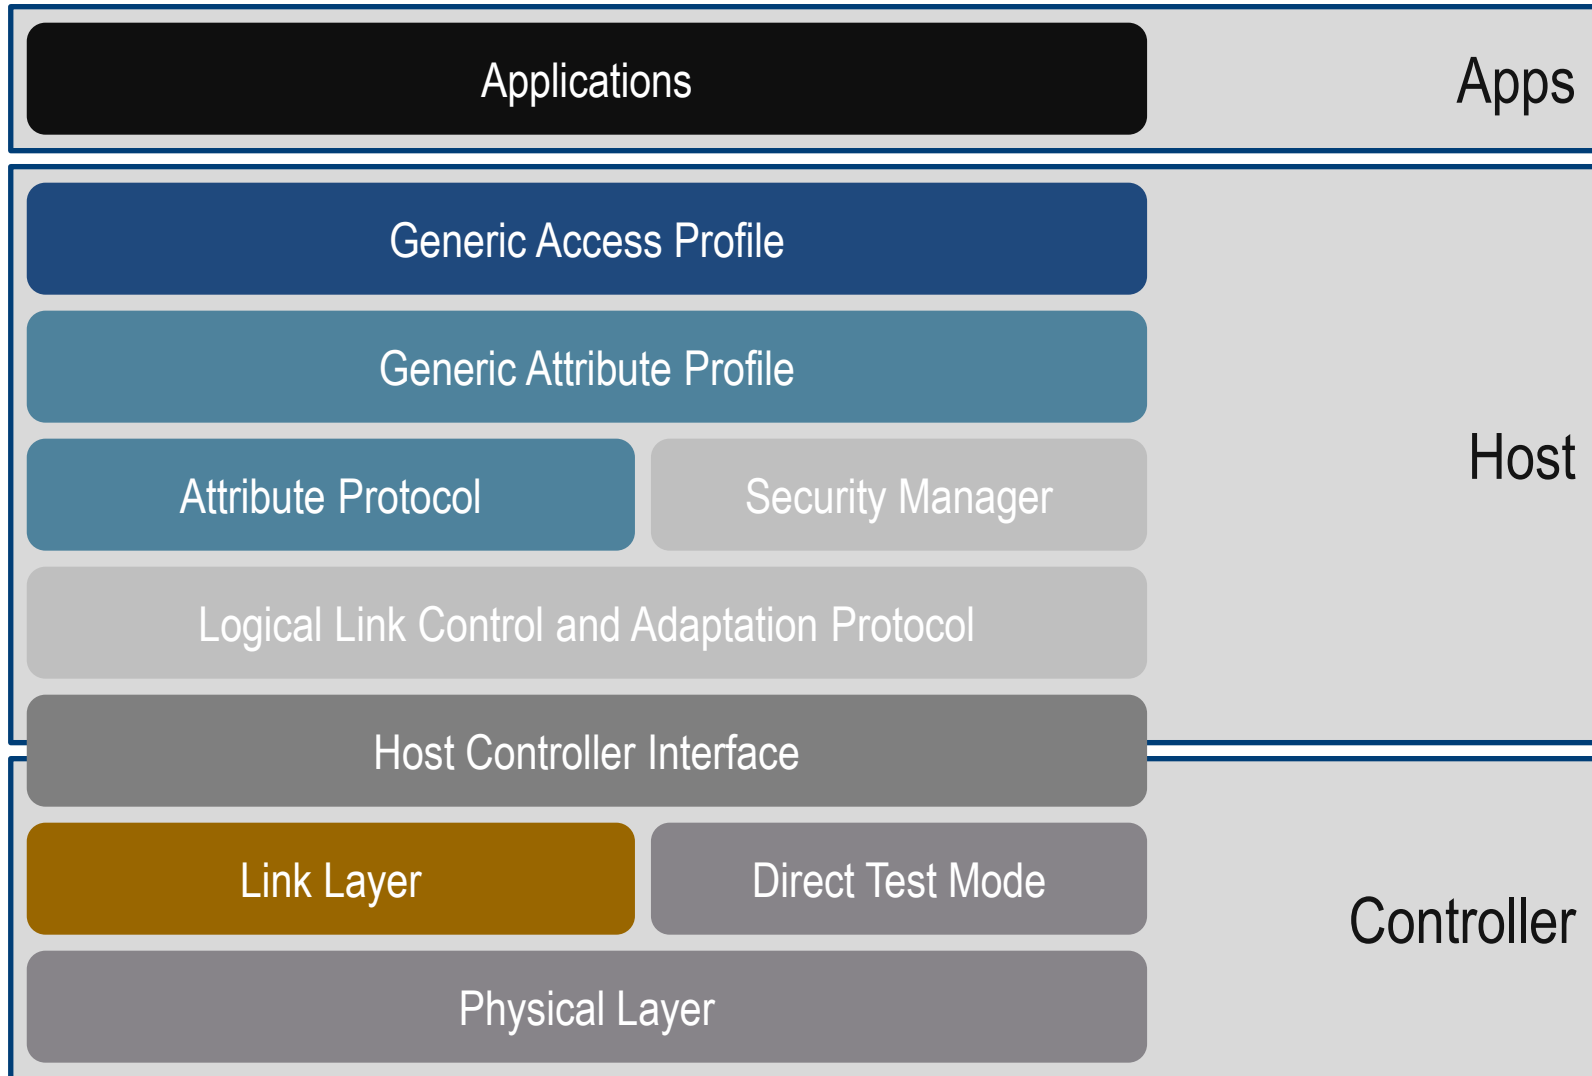 Applications
Apps
Generic Access Profile
Generic Attribute Profile
Attribute Protocol
Security Manager
Host
Logical Link Control and Adaptation Protocol
Host Controller Interface
Link Layer
Direct Test Mode
Controller
Physical Layer